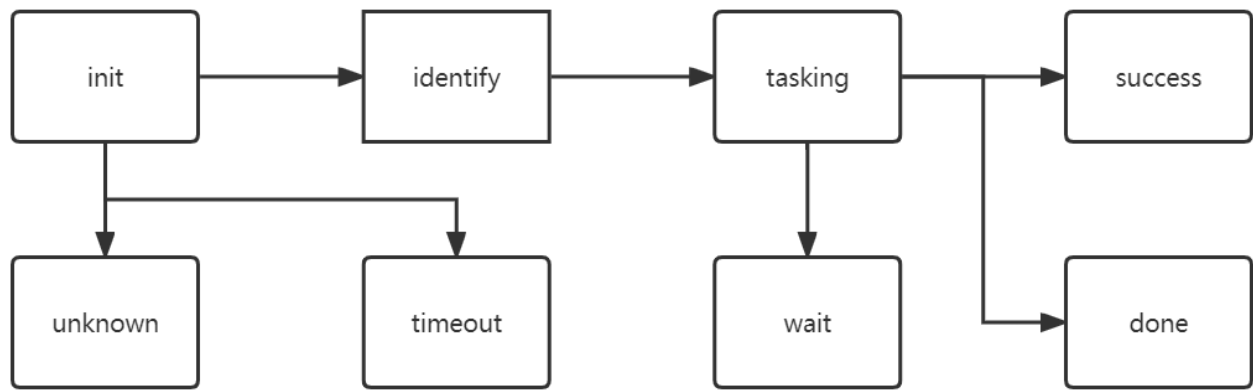 init
identify
tasking
success
unknown
timeout
wait
done